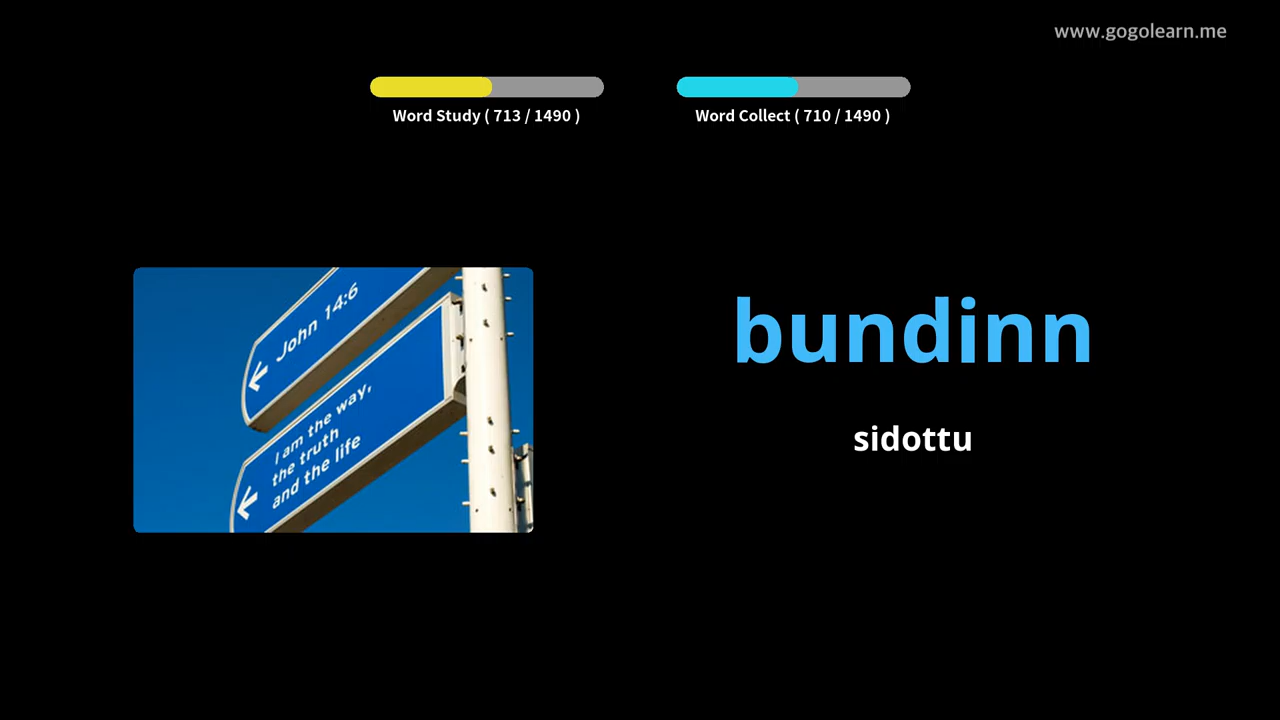 www.gogolearn.me
Word Study ( 713 / 1490 )
Word Collect ( 710 / 1490 )
John 14:6
I am the way,
the truth
and the life
bundinn
sidottu